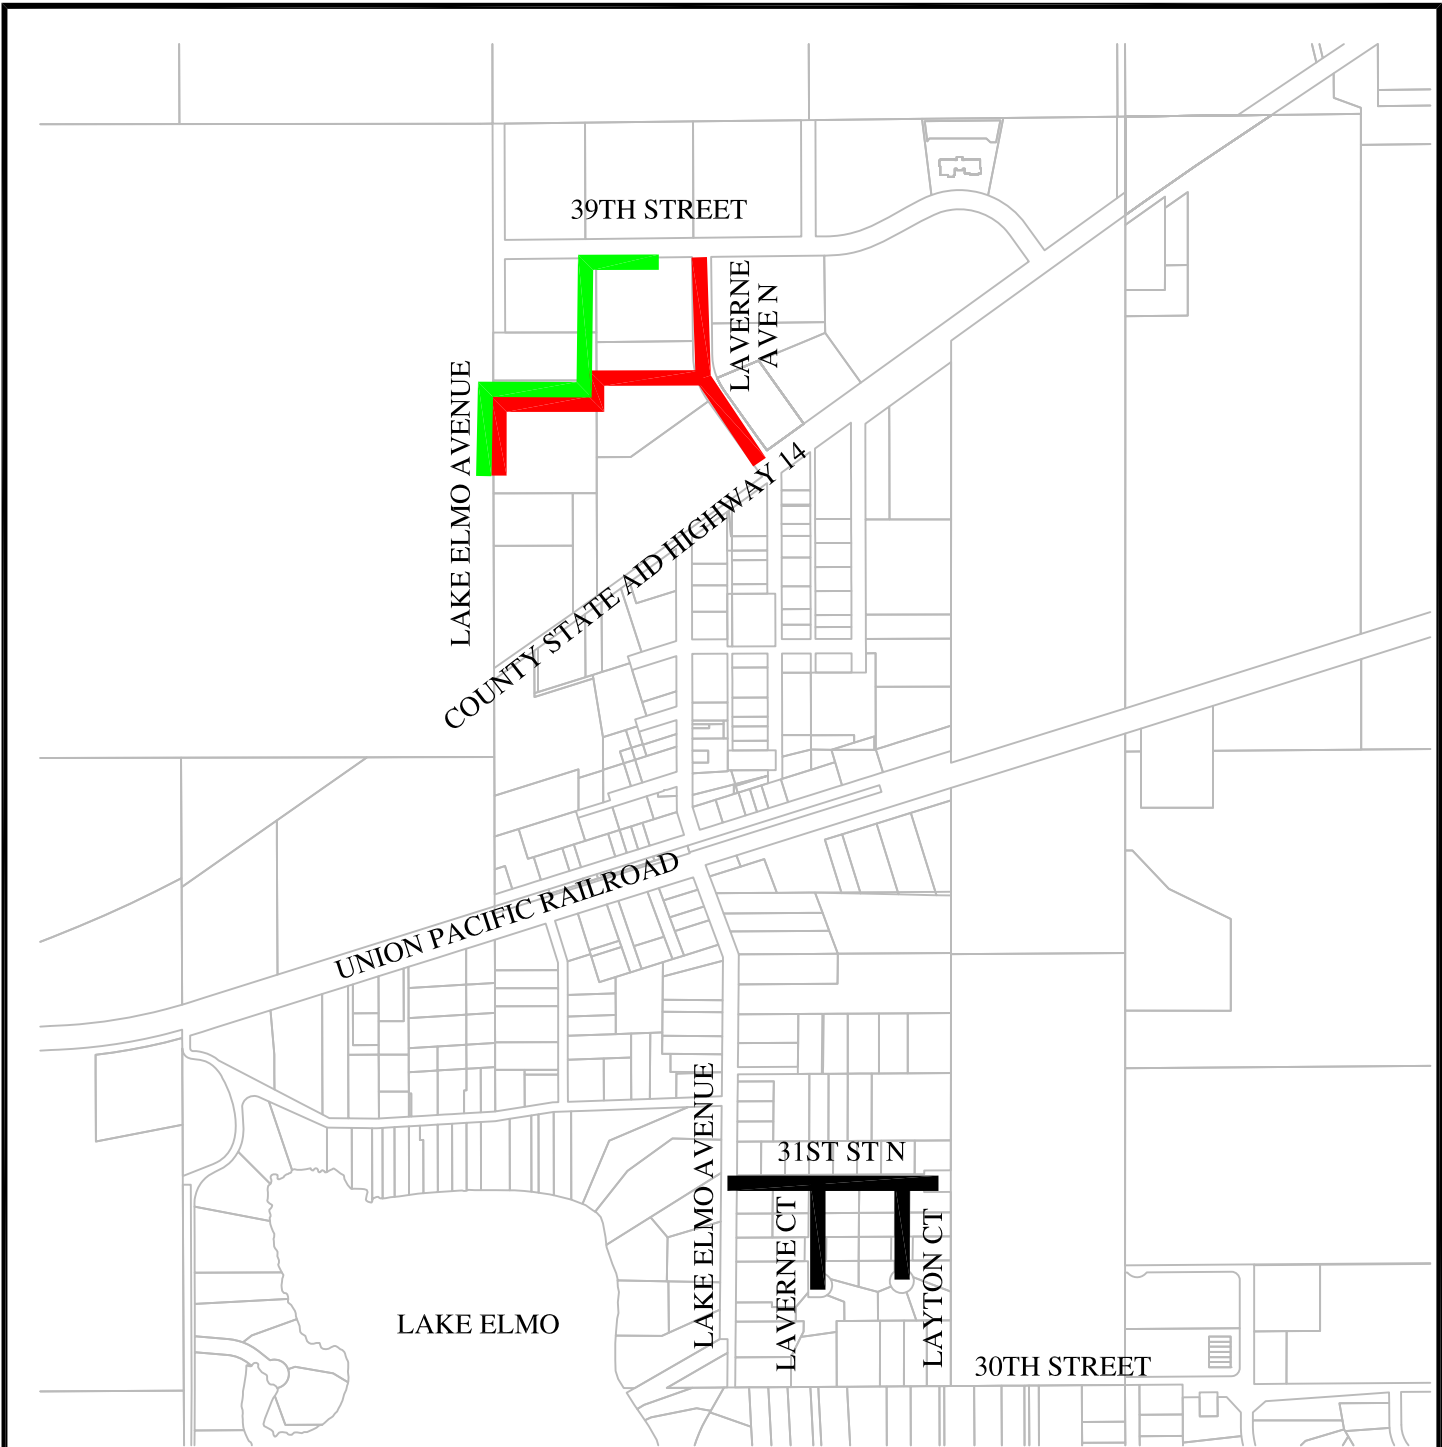 39TH STREET
LAVERNE
AVE N
LAKE ELMO AVENUE
COUNTY STATE AID HIGHWAY 14
UNION PACIFIC RAILROAD
LAKE ELMO AVENUE
31ST ST N
LAVERNE CT
LAYTON CT
LAKE ELMO
30TH STREET